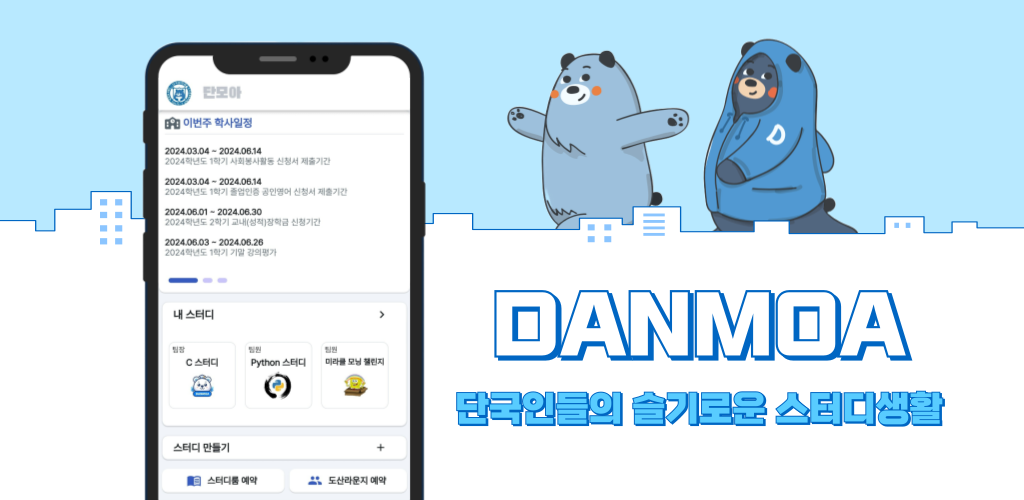 단모아
이번주 학사일정
2024.03.04 ~ 2024.06.14
2024학년도 1학기 사회봉사활동 신청서 제출기간
2024.03.04 ~ 2024.06.14
2024학년도 1학기 졸업인증 공인영어 신청서 제출기간
2024.06.01 ~ 2024.06.30
2024학년도 2학기 교내(성적)장학금 신청기간
2024.06.03 ~ 2024.06.26
2024학년도 1학기 기말 강의평가
내 스터디
팀장
C 스터디
팀원
Python 스터디
팀원
미라클 모닝 챌린지
스터디 만들기
스터디룸 예약
도산라운지 예약
D
DANMOA
단국인들의 슬기로운 스터디생활